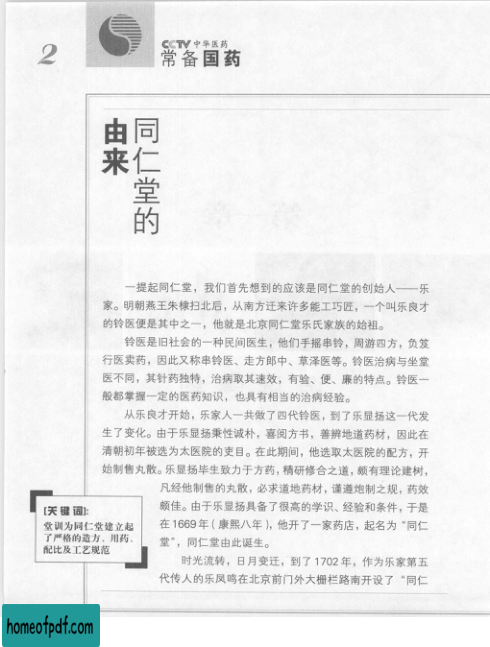 2
CCTV中华医药
常备国药
同仁堂的
由来
一提起同仁堂，我们首先想到的应该是同仁堂的创始人——乐
家。明朝燕王朱棣扫北后，从南方迁来许多能工巧匠，一个叫乐良才
的铃医便是其中之一，他就是北京同仁堂乐氏家族的始祖。
铃医是旧社会的一种民间医生，他们手摇串铃，周游四方，负笈
行医卖药，因此又称串铃医、走方郎中、草泽医等。铃医治病与坐堂
医不同，其针药独特，治病取其速效，有验、便、廉的特点。铃医一
般都掌握一定的医药知识，也具有相当的治病经验。
从乐良才开始，乐家人一共做了四代铃医，到了乐显扬这一代发
生了变化。由于乐显扬秉性诚朴，喜阅方书，善辨地道药材，因此在
清朝初年被选为太医院的吏目。在此期间，他选取太医院的配方，开
始制售丸散。乐显扬毕生致力于方药，精研修合之道，颇有理论建树，
凡经他制售的丸散，必求道地药材，谨遵炮制之规，药效
颇佳。由于乐显扬具备了很高的学识、经验和条件，于是
在1669年（康熙八年），他开了一家药店，起名为“同仁
堂”，同仁堂由此诞生。
时光流转，日月变迁，到了1702年，作为乐家第五
代传人的乐凤鸣在北京前门外大栅栏路南开设了“同仁
[关键词]:
堂训为同仁堂建立起
了严格的造方、用药、
配比及工艺规范
homeofpdf.com